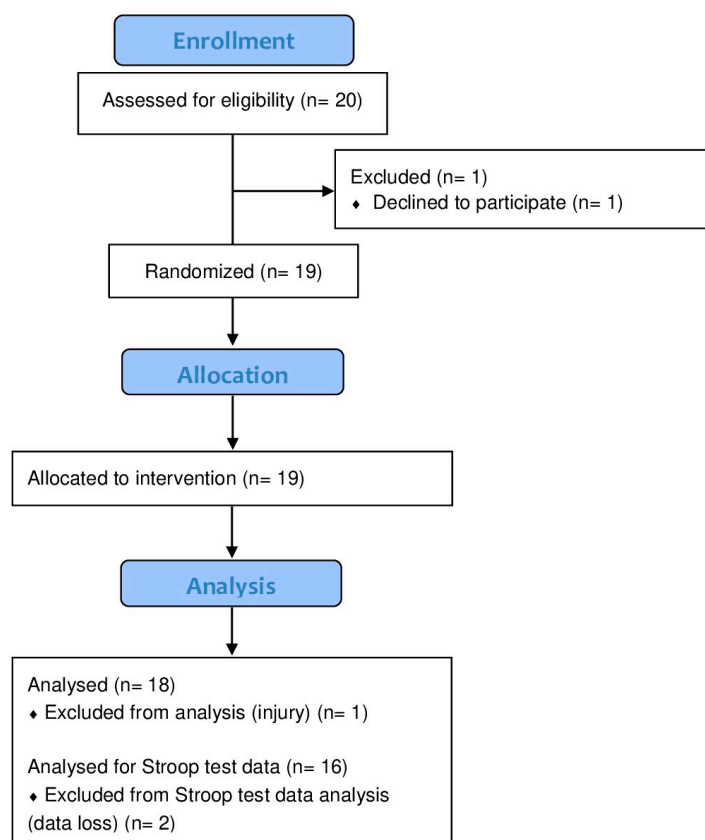 Enrollment
Assessed for eligibility (n= 20)
Excluded (n= 1)
♦ Declined to participate (n= 1)
Randomized (n= 19)
Allocation
Allocated to intervention (n= 19)
Analysis
Analysed (n= 18)
♦ Excluded from analysis (injury) (n= 1)
Analysed for Stroop test data (n= 16)
♦ Excluded from Stroop test data analysis
(data loss) (n= 2)